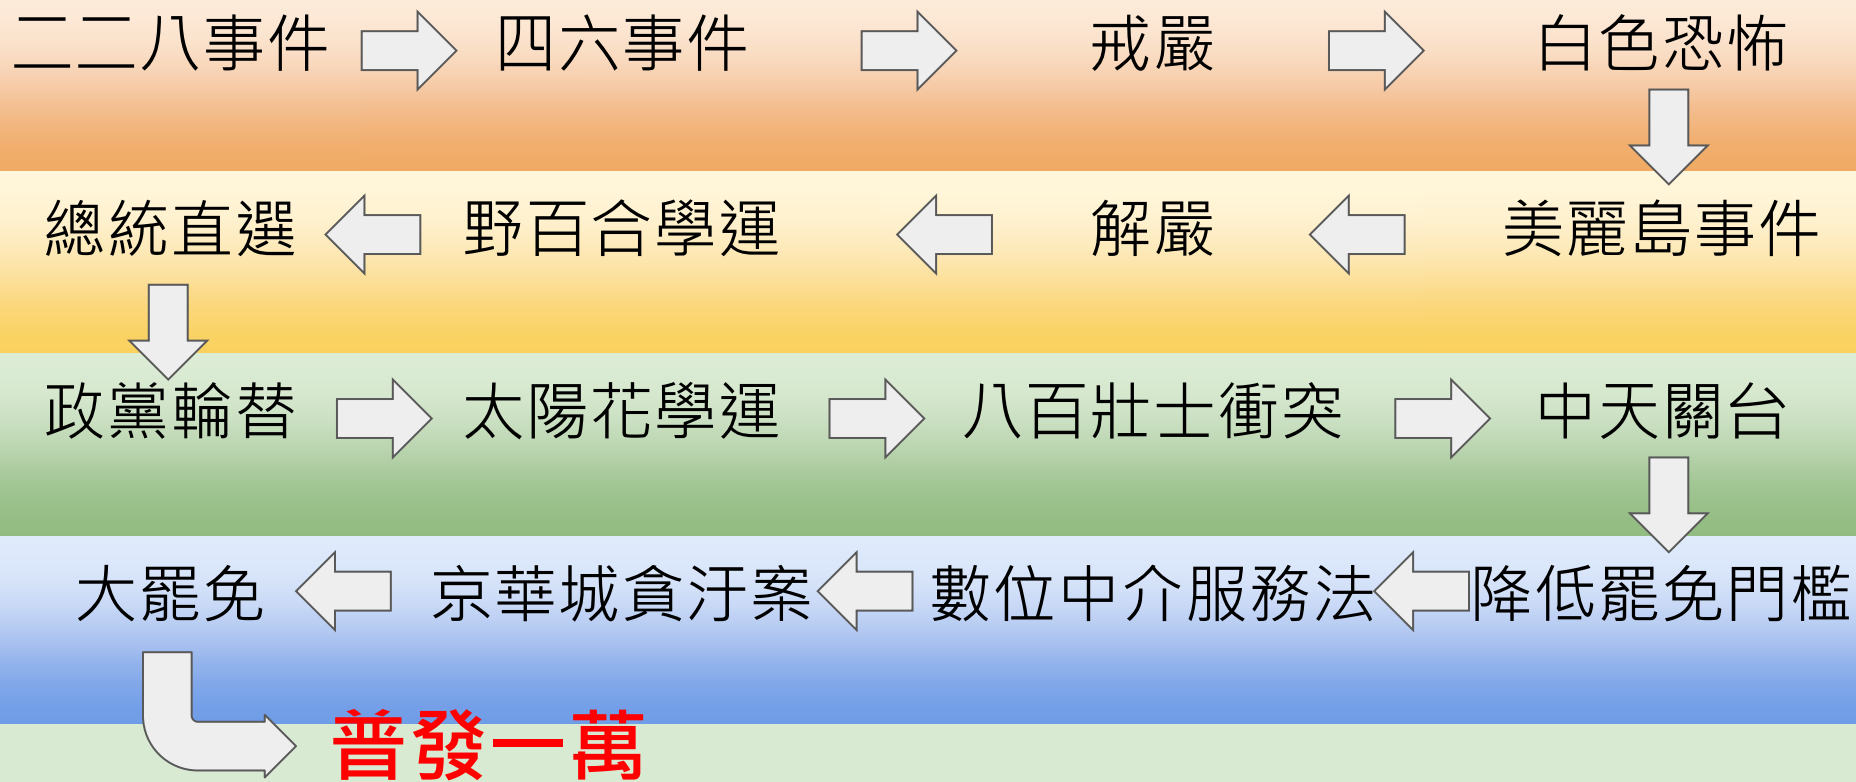 二二八事件 四六事件 戒嚴 白色恐怖
美麗島事件 解嚴 野百合學運 總統直選
政黨輪替 太陽花學運 八百壯士衝突 中天關台
降低罷免門檻 數位中介服務法 京華城貪汙案 大罷免
普發一萬